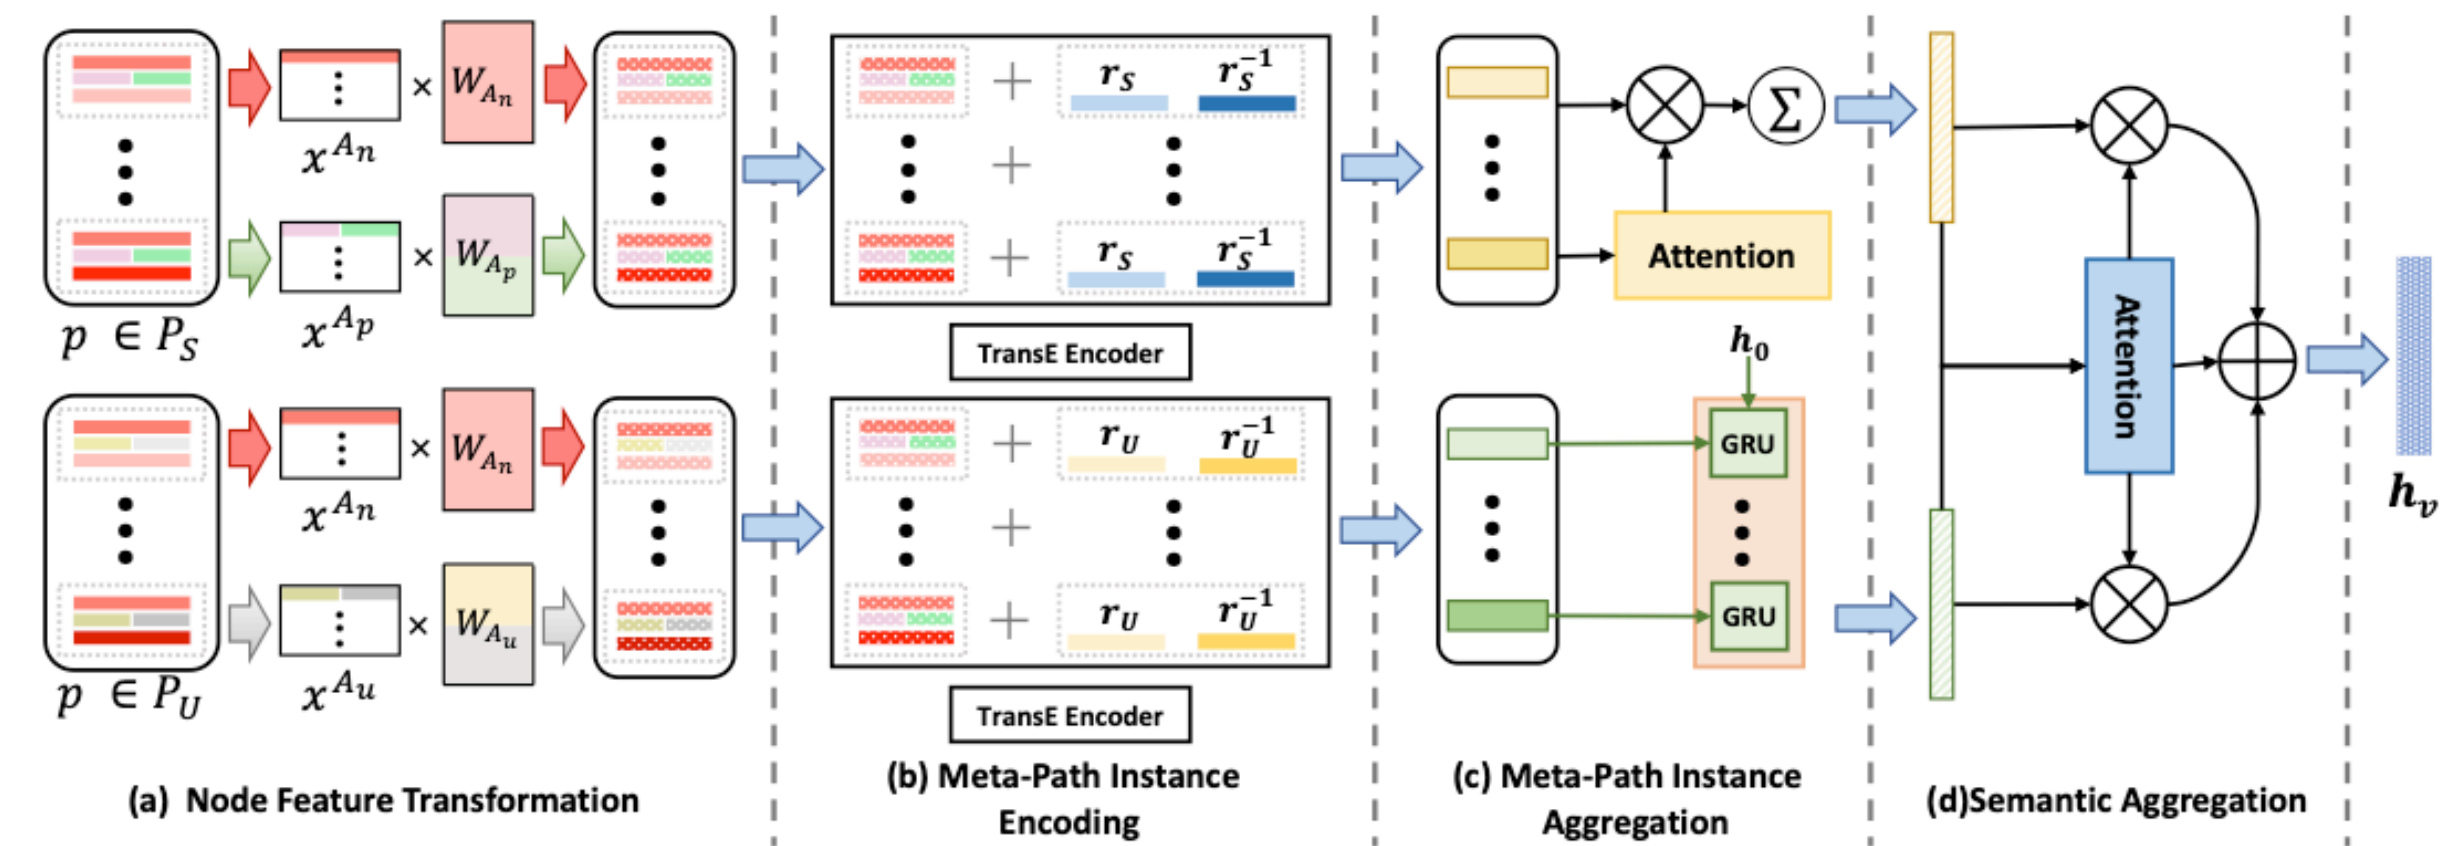 x^{A_n} × W_{A_n}
x^{A_p} × W_{A_p}
p ∈ P_S
x^{A_n} × W_{A_n}
x^{A_u} × W_{A_u}
p ∈ P_U
(a) Node Feature Transformation
+ r_S r_S^{-1}
+
+ r_S r_S^{-1}
TransE Encoder
+ r_U r_U^{-1}
+
+ r_U r_U^{-1}
TransE Encoder
(b) Meta-Path Instance
Encoding
Σ
Attention
h_0
GRU
GRU
(c) Meta-Path Instance
Aggregation
Attention
(d)Semantic Aggregation
h_v